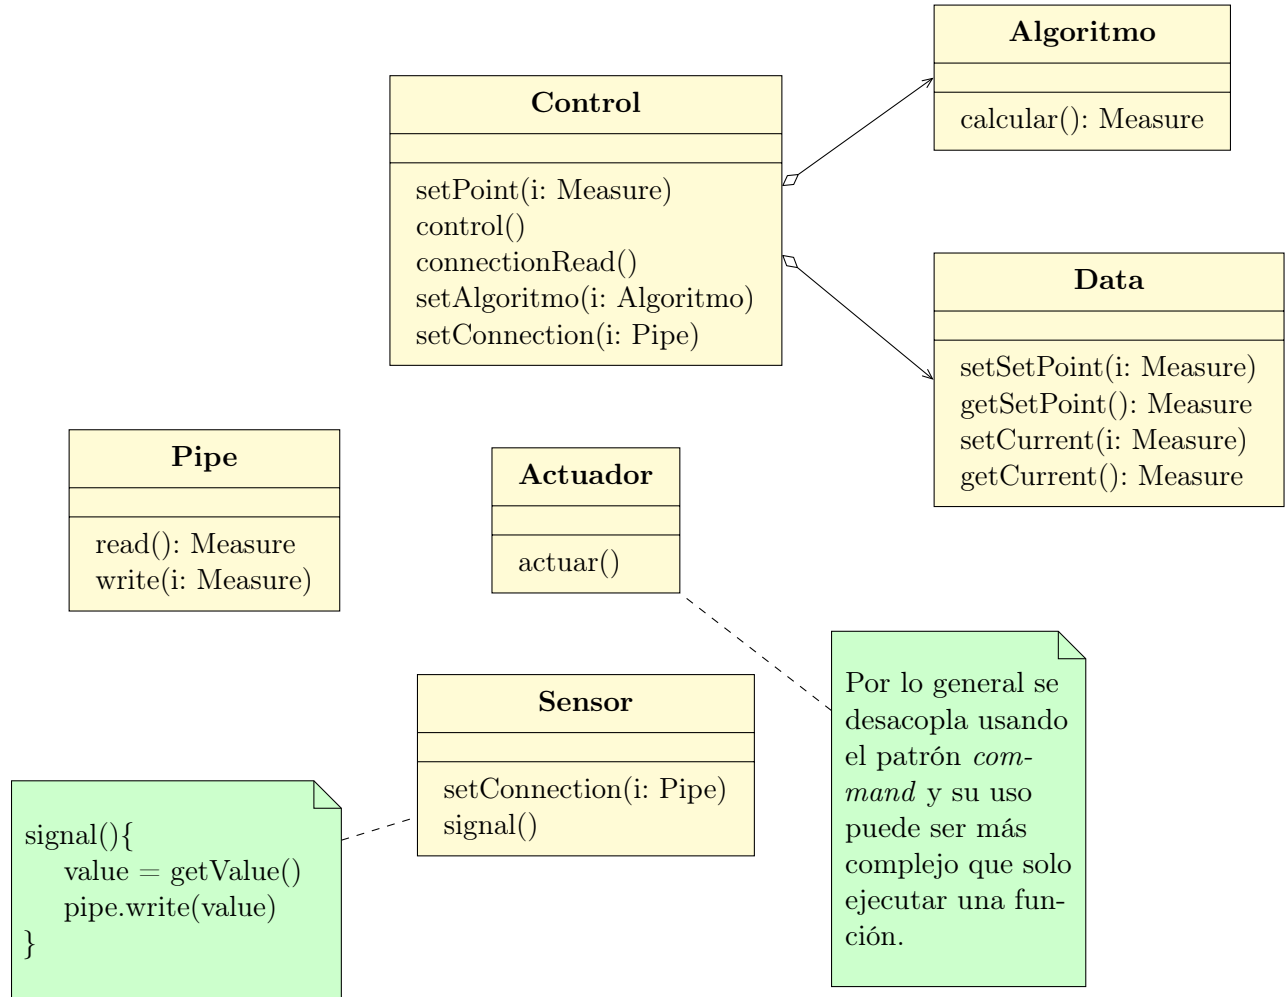 Algoritmo
calcular(): Measure
Control
setPoint(i: Measure)
control()
connectionRead()
setAlgoritmo(i: Algoritmo)
setConnection(i: Pipe)
Data
setSetPoint(i: Measure)
getSetPoint(): Measure
setCurrent(i: Measure)
getCurrent(): Measure
Pipe
read(): Measure
write(i: Measure)
Actuador
actuar()
Sensor
setConnection(i: Pipe)
signal()
Por lo general se
desacopla usando
el patrón com-
mand y su uso
puede ser más
complejo que solo
ejecutar una fun-
ción.
signal(){
value = getValue()
pipe.write(value)
}